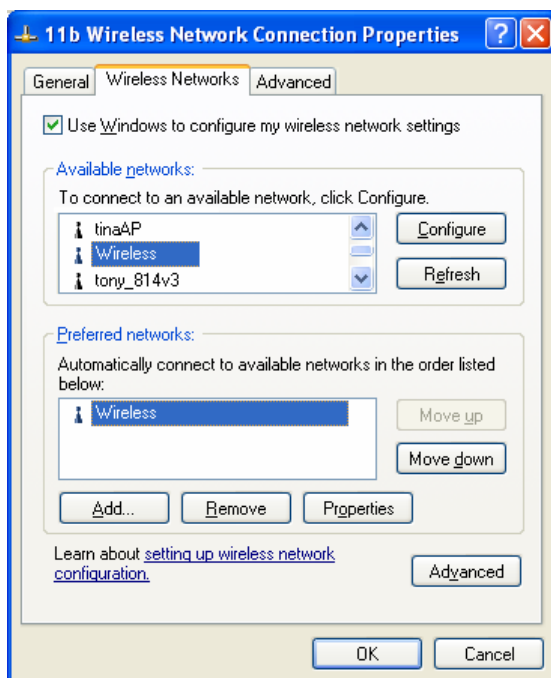 11b Wireless Network Connection Properties
General Wireless Networks Advanced
Use Windows to configure my wireless network settings
Available networks:
To connect to an available network, click Configure.
tinaAP
Wireless
tony_814v3
Configure
Refresh
Preferred networks:
Automatically connect to available networks in the order listed
below:
Wireless
Move up
Move down
Add... Remove Properties
Learn about setting up wireless network
configuration.
Advanced
OK Cancel